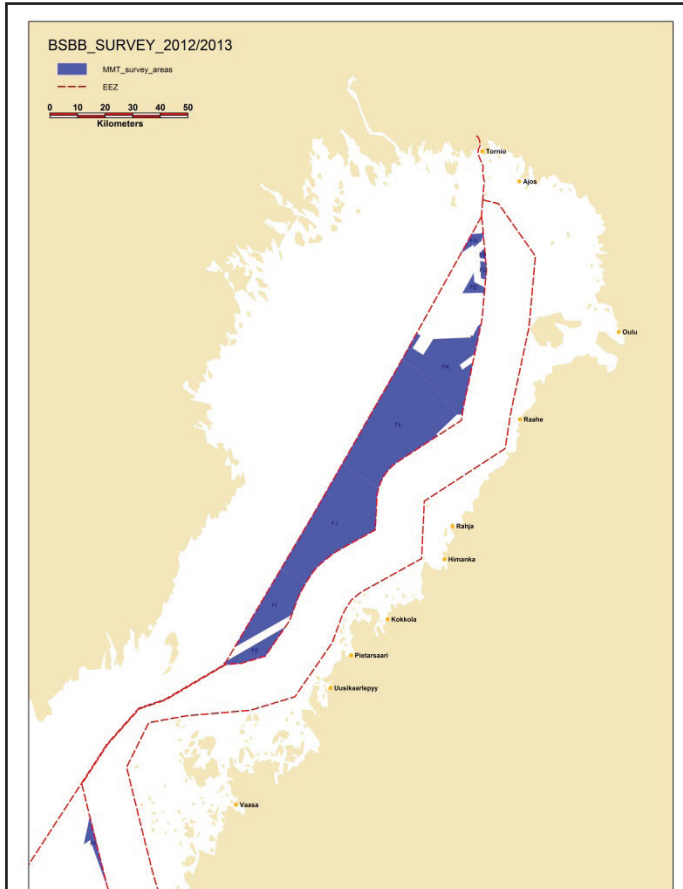 BSBB_SURVEY_2012/2013
MMT_survey_areas
EEZ
0 10 20 30 40 50
Kilometers
Tornio
Ajos
Oulu
FK
Raahe
FL
FJ
Rahja
Himanka
FI
Kokkola
Pietarsaari
Uusikaarlepyy
Vaasa